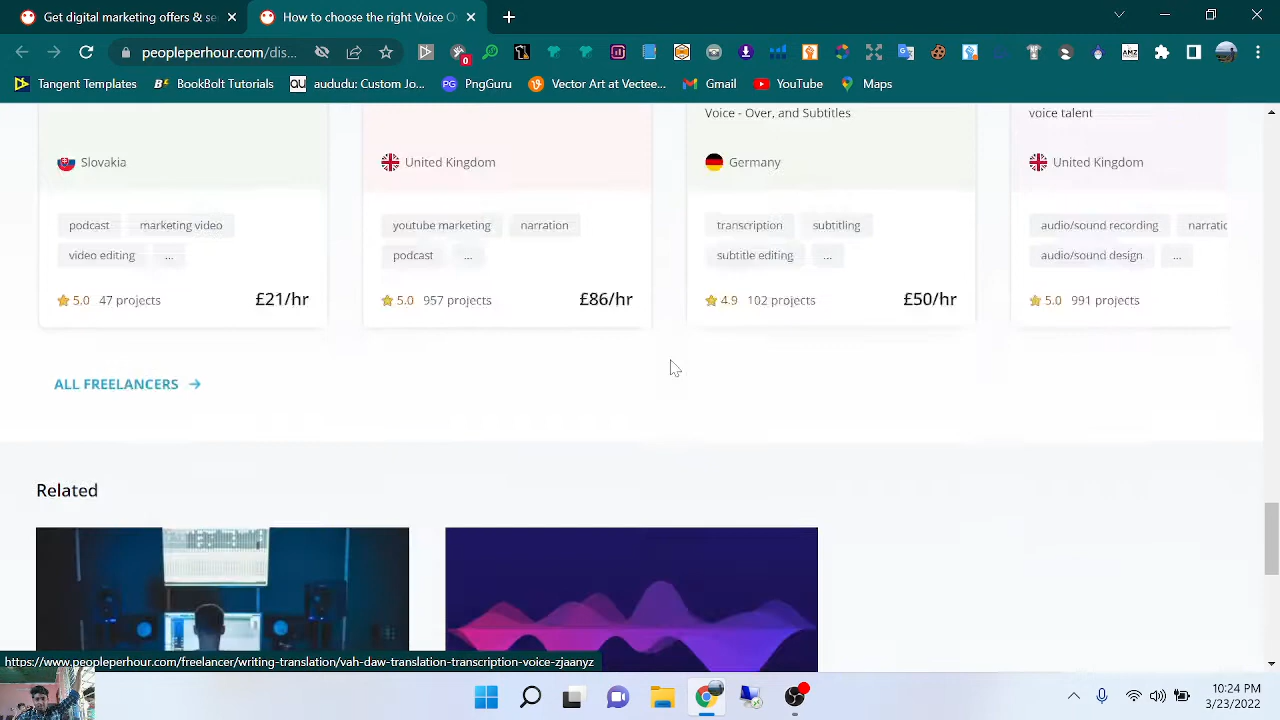 Get digital marketing offers & se
How to choose the right Voice O
peopleperhour.com/dis...
0
Tangent Templates
BookBolt Tutorials
QU
aududu: Custom Jo...
PG
PngGuru
Vector Art at Vectee...
Gmail
YouTube
Maps
Voice - Over, and Subtitles
voice talent
Slovakia
United Kingdom
Germany
United Kingdom
podcast
marketing video
youtube marketing
narration
transcription
subtitling
audio/sound recording
narratio
video editing
...
podcast
...
subtitle editing
...
audio/sound design
...
5.0 47 projects £21/hr
5.0 957 projects £86/hr
4.9 102 projects £50/hr
5.0 991 projects
ALL FREELANCERS →
Related
https://www.peopleperhour.com/freelancer/writing-translation/vah-daw-translation-transcription-voice-zjaanyz
10:24 PM
3/23/2022